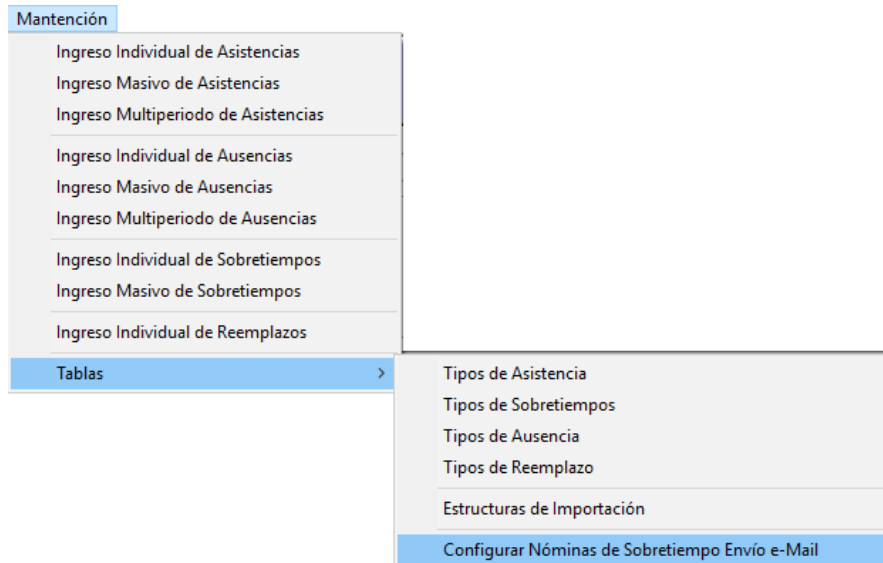 Mantención
Ingreso Individual de Asistencias
Ingreso Masivo de Asistencias
Ingreso Multiperiodo de Asistencias
Ingreso Individual de Ausencias
Ingreso Masivo de Ausencias
Ingreso Multiperiodo de Ausencias
Ingreso Individual de Sobretiempos
Ingreso Masivo de Sobretiempos
Ingreso Individual de Reemplazos
Tablas >
Tipos de Asistencia
Tipos de Sobretiempos
Tipos de Ausencia
Tipos de Reemplazo
Estructuras de Importación
Configurar Nóminas de Sobretiempo Envío e-Mail